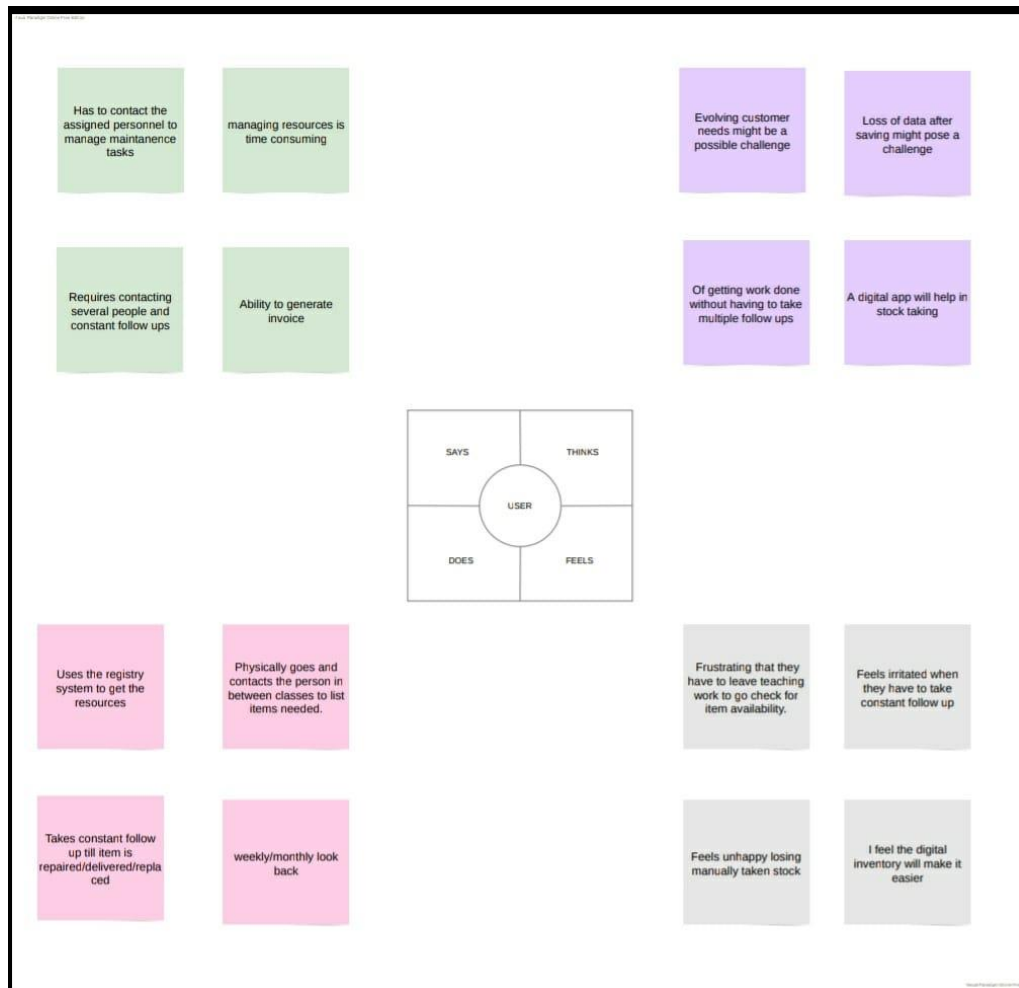 Has to contact the
assigned personnel to
manage maintanence
tasks
managing resources is
time consuming
Evolving customer
needs might be a
possible challenge
Loss of data after
saving might pose a
challenge
Requires contacting
several people and
constant follow ups
Ability to generate
invoice
Of getting work done
without having to take
multiple follow ups
A digital app will help in
stock taking
SAYS
THINKS
USER
DOES
FEELS
Uses the registry
system to get the
resources
Physically goes and
contacts the person in
between classes to list
items needed.
Frustrating that they
have to leave teaching
work to go check for
item availability.
Feels irritated when
they have to take
constant follow up
Takes constant follow
up till item is
repaired/delivered/repla
ced
weekly/monthly look
back
Feels unhappy losing
manually taken stock
I feel the digital
inventory will make it
easier